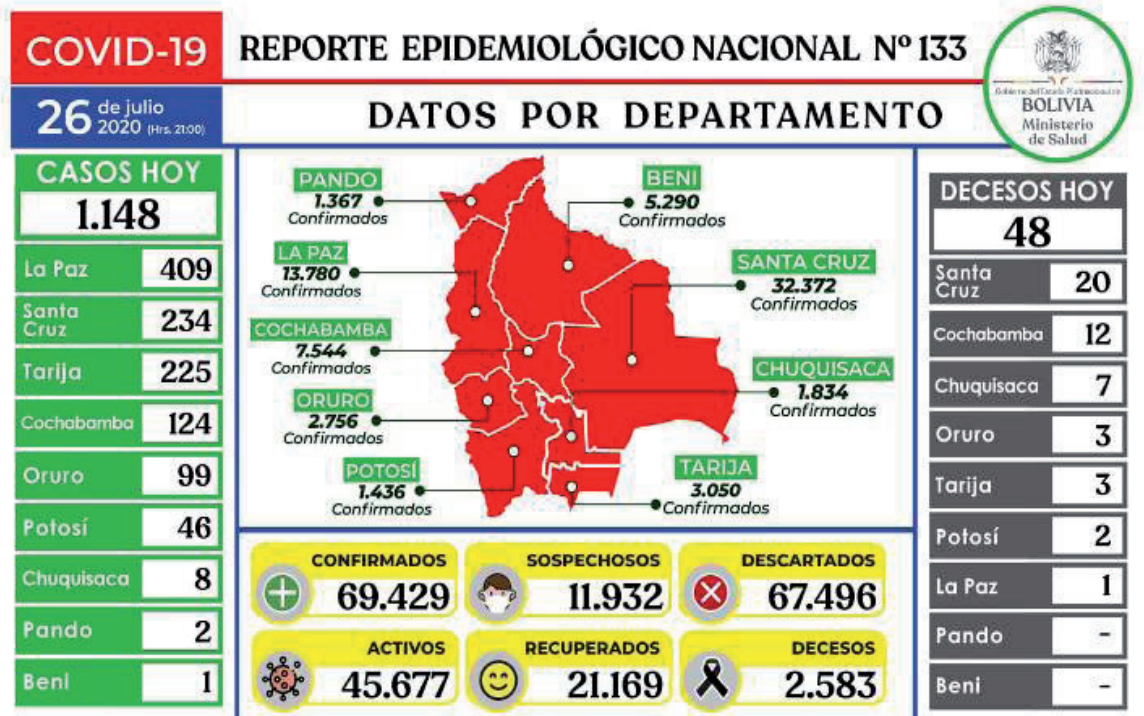 COVID-19
REPORTE EPIDEMIOLÓGICO NACIONAL Nº 133
26 de julio
2020 (Hrs. 21:00)
DATOS POR DEPARTAMENTO
BOLIVIA
Ministerio
de Salud
CASOS HOY
1.148
La Paz 409
Santa
Cruz 234
Tarija 225
Cochabamba 124
Oruro 99
Potosí 46
Chuquisaca 8
Pando 2
Beni 1
PANDO
1.367
Confirmados
BENI
5.290
Confirmados
LA PAZ
13.780
Confirmados
SANTA CRUZ
32.372
Confirmados
COCHABAMBA
7.544
Confirmados
CHUQUISACA
1.834
Confirmados
ORURO
2.756
Confirmados
POTOSÍ
1.436
Confirmados
TARIJA
3.050
Confirmados
CONFIRMADOS
69.429
SOSPECHOSOS
11.932
DESCARTADOS
67.496
ACTIVOS
45.677
RECUPERADOS
21.169
DECESOS
2.583
DECESOS HOY
48
Santa
Cruz 20
Cochabamba 12
Chuquisaca 7
Oruro 3
Tarija 3
Potosí 2
La Paz 1
Pando -
Beni -